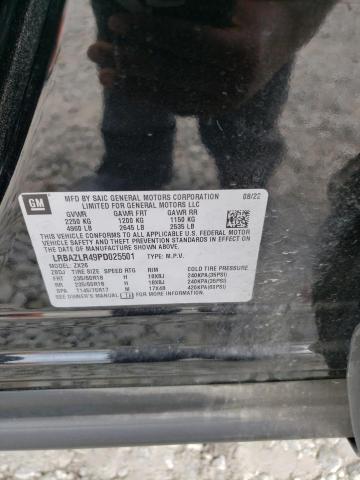 GM
MFD BY SAIC GENERAL MOTORS CORPORATION
LIMITED FOR GENERAL MOTORS LLC
08/22
GVWR GAWR FRT GAWR RR
2250 KG 1200 KG 1150 KG
4960 LB 2645 LB 2535 LB
THIS VEHICLE CONFORMS TO ALL APPLICABLE U.S.
FEDERAL MOTOR VEHICLE SAFETY, BUMPER, AND THEFT
PREVENTION STANDARDS IN EFFECT ON
THE DATE OF MANUFACTURE SHOWN ABOVE.
LRBAZLR49PD025501 TYPE: M.P.V.
MODEL: ZX26
TIRE SIZE SPEED RTG RIM COLD TIRE PRESSURE
FRT 235/60R18 H 18X8J 240KPA(35PSI)
RR 235/60R18 H 18X8J 240KPA(35PSI)
SPA T145/70R17 M 17X4B 420KPA(60PSI)
SEE OWNER'S MANUAL FOR MORE INFORMATION.